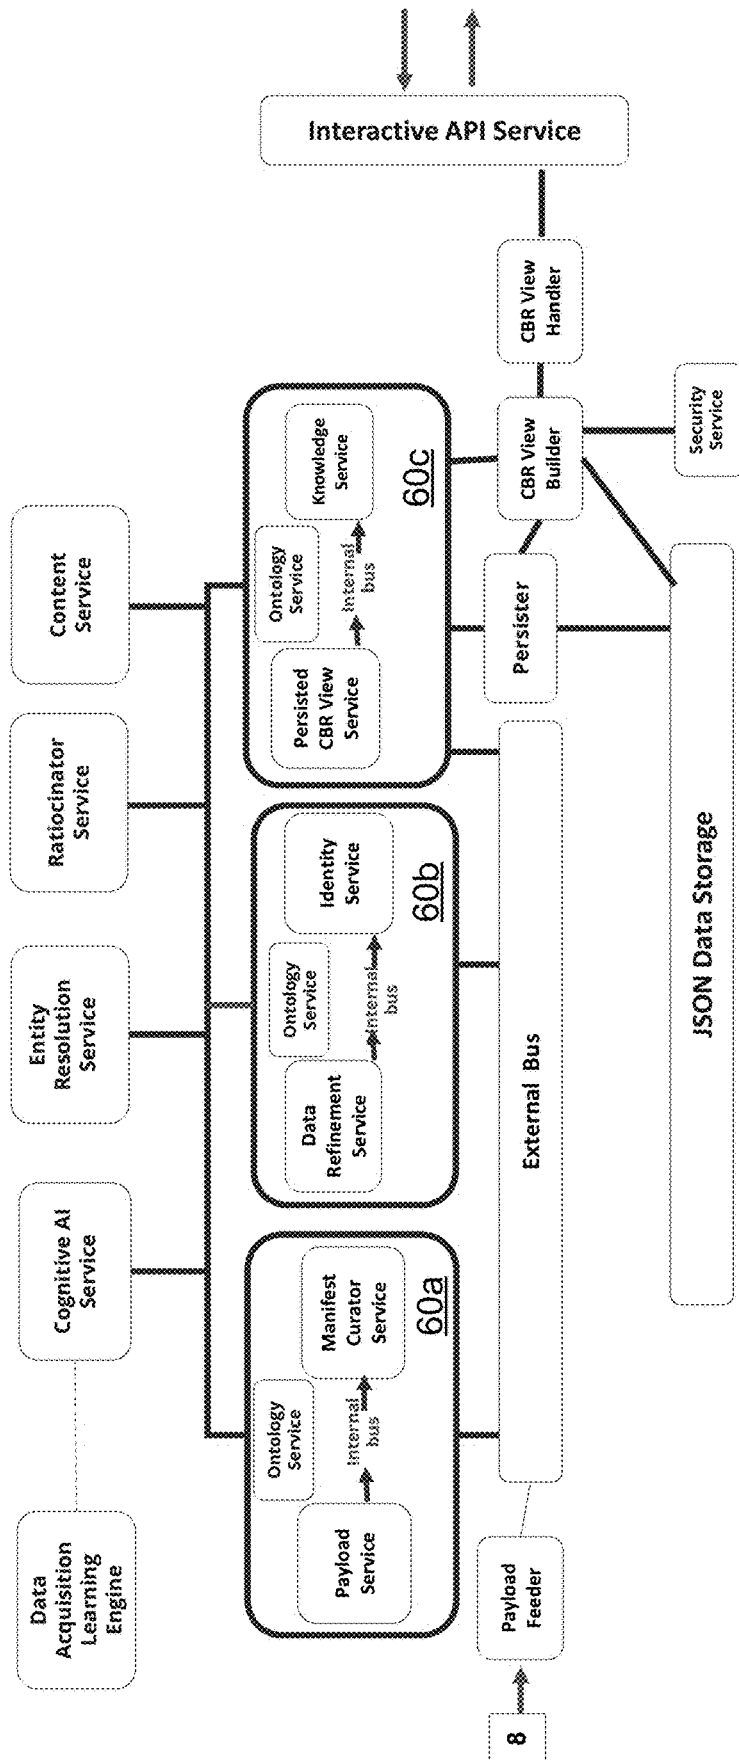 Data
Acquisition
Learning
Engine
Cognitive AI
Service
Entity
Resolution
Service
Ratiocinator
Service
Content
Service
Payload
Service
Ontology
Service
Internal
bus
Manifest
Curator
Service
60a
Data
Refinement
Service
Ontology
Service
Internal
bus
Identity
Service
60b
Persisted
CBR View
Service
Ontology
Service
Internal
bus
Knowledge
Service
60c
8
Payload
Feeder
External Bus
Persister
CBR View
Builder
CBR View
Handler
Interactive API Service
Security
Service
JSON Data Storage